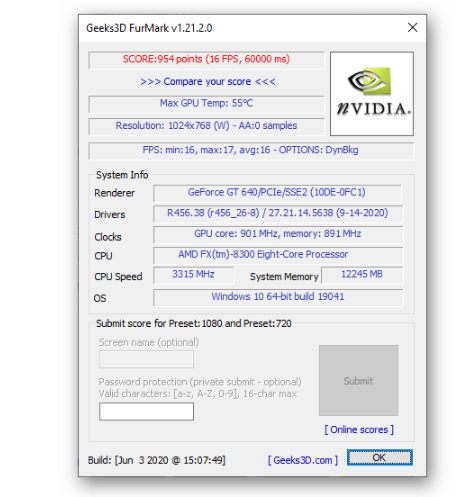 Geeks3D FurMark v1.21.2.0
SCORE:954 points (16 FPS, 60000 ms)
>>> Compare your score <<<
Max GPU Temp: 55°C
Resolution: 1024x768 (W) - AA:0 samples
FPS: min:16, max:17, avg:16 - OPTIONS: DynBkg
nVIDIA.
System Info
Renderer GeForce GT 640/PCIe/SSE2 (10DE-0FC1)
Drivers R456.38 (r456_26-8) / 27.21.14.5638 (9-14-2020)
Clocks GPU core: 901 MHz, memory: 891 MHz
CPU AMD FX(tm)-8300 Eight-Core Processor
CPU Speed 3315 MHz System Memory 12245 MB
OS Windows 10 64-bit build 19041
Submit score for Preset:1080 and Preset:720
Screen name (optional)
Password protection (private submit - optional)
Valid characters: [a-z, A-Z, 0-9], 16-char max
Submit
[ Online scores ]
Build: [Jun 3 2020 @ 15:07:49] [ Geeks3D.com ] OK